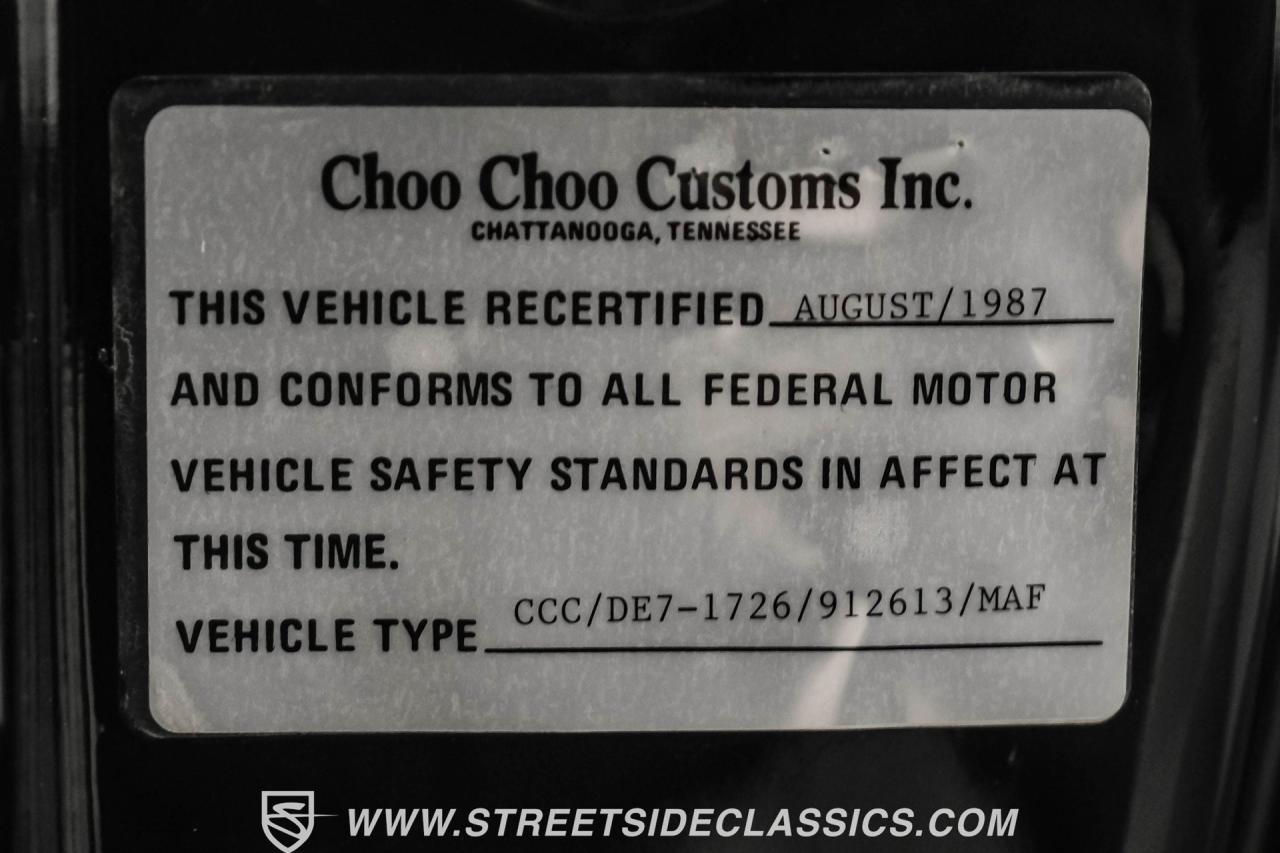 Choo Choo Customs Inc.
CHATTANOOGA, TENNESSEE
THIS VEHICLE RECERTIFIED AUGUST/1987
AND CONFORMS TO ALL FEDERAL MOTOR
VEHICLE SAFETY STANDARDS IN AFFECT AT
THIS TIME.
VEHICLE TYPE CCC/DE7-1726/912613/MAF
WWW.STREETSIDECLASSICS.COM